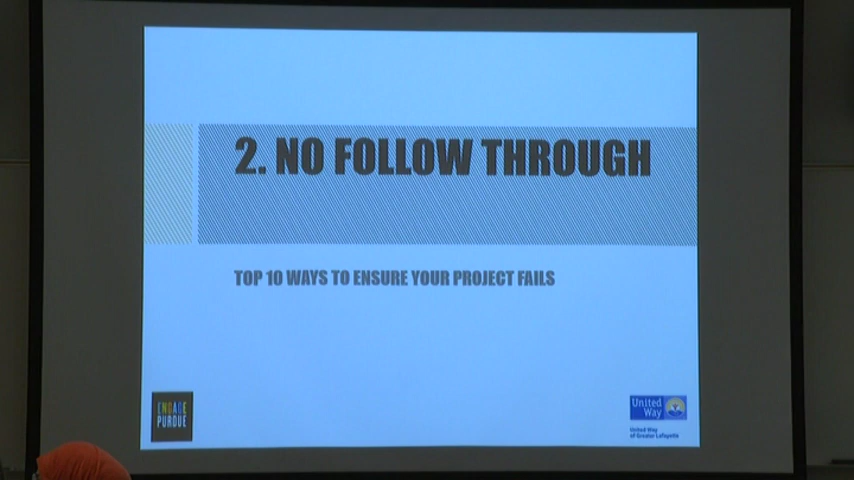 2. NO FOLLOW THROUGH
TOP 10 WAYS TO ENSURE YOUR PROJECT FAILS
ENGAGE
PURDUE
United
Way
United Way
of Greater Lafayette